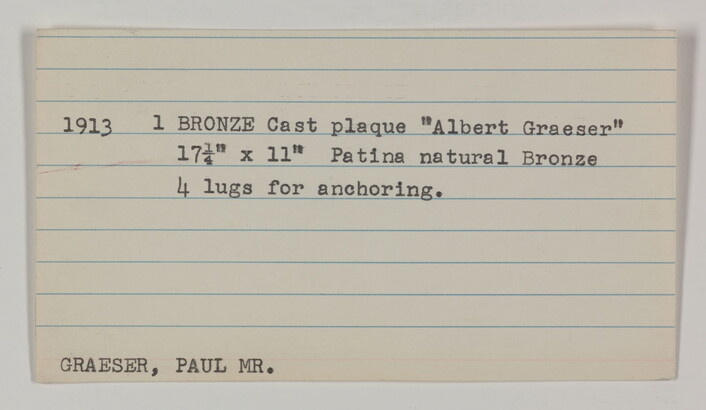 1913 1 BRONZE Cast plaque "Albert Graeser"
17¼" x 11" Patina natural Bronze
4 lugs for anchoring.
GRAESER, PAUL MR.